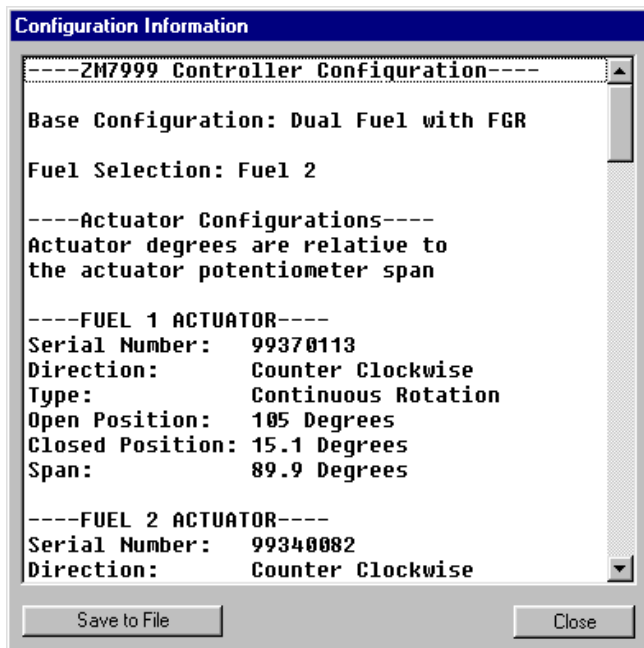 Configuration Information
----ZM7999 Controller Configuration----
Base Configuration: Dual Fuel with FGR
Fuel Selection: Fuel 2
----Actuator Configurations----
Actuator degrees are relative to
the actuator potentiometer span
----FUEL 1 ACTUATOR----
Serial Number: 99370113
Direction: Counter Clockwise
Type: Continuous Rotation
Open Position: 105 Degrees
Closed Position: 15.1 Degrees
Span: 89.9 Degrees
----FUEL 2 ACTUATOR----
Serial Number: 99340082
Direction: Counter Clockwise
Save to File
Close